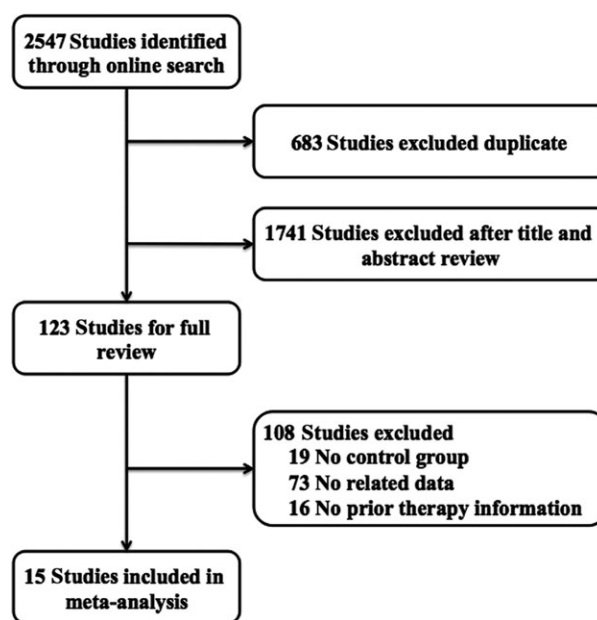 2547 Studies identified
through online search
683 Studies excluded duplicate
1741 Studies excluded after title and
abstract review
123 Studies for full
review
108 Studies excluded
19 No control group
73 No related data
16 No prior therapy information
15 Studies included in
meta-analysis